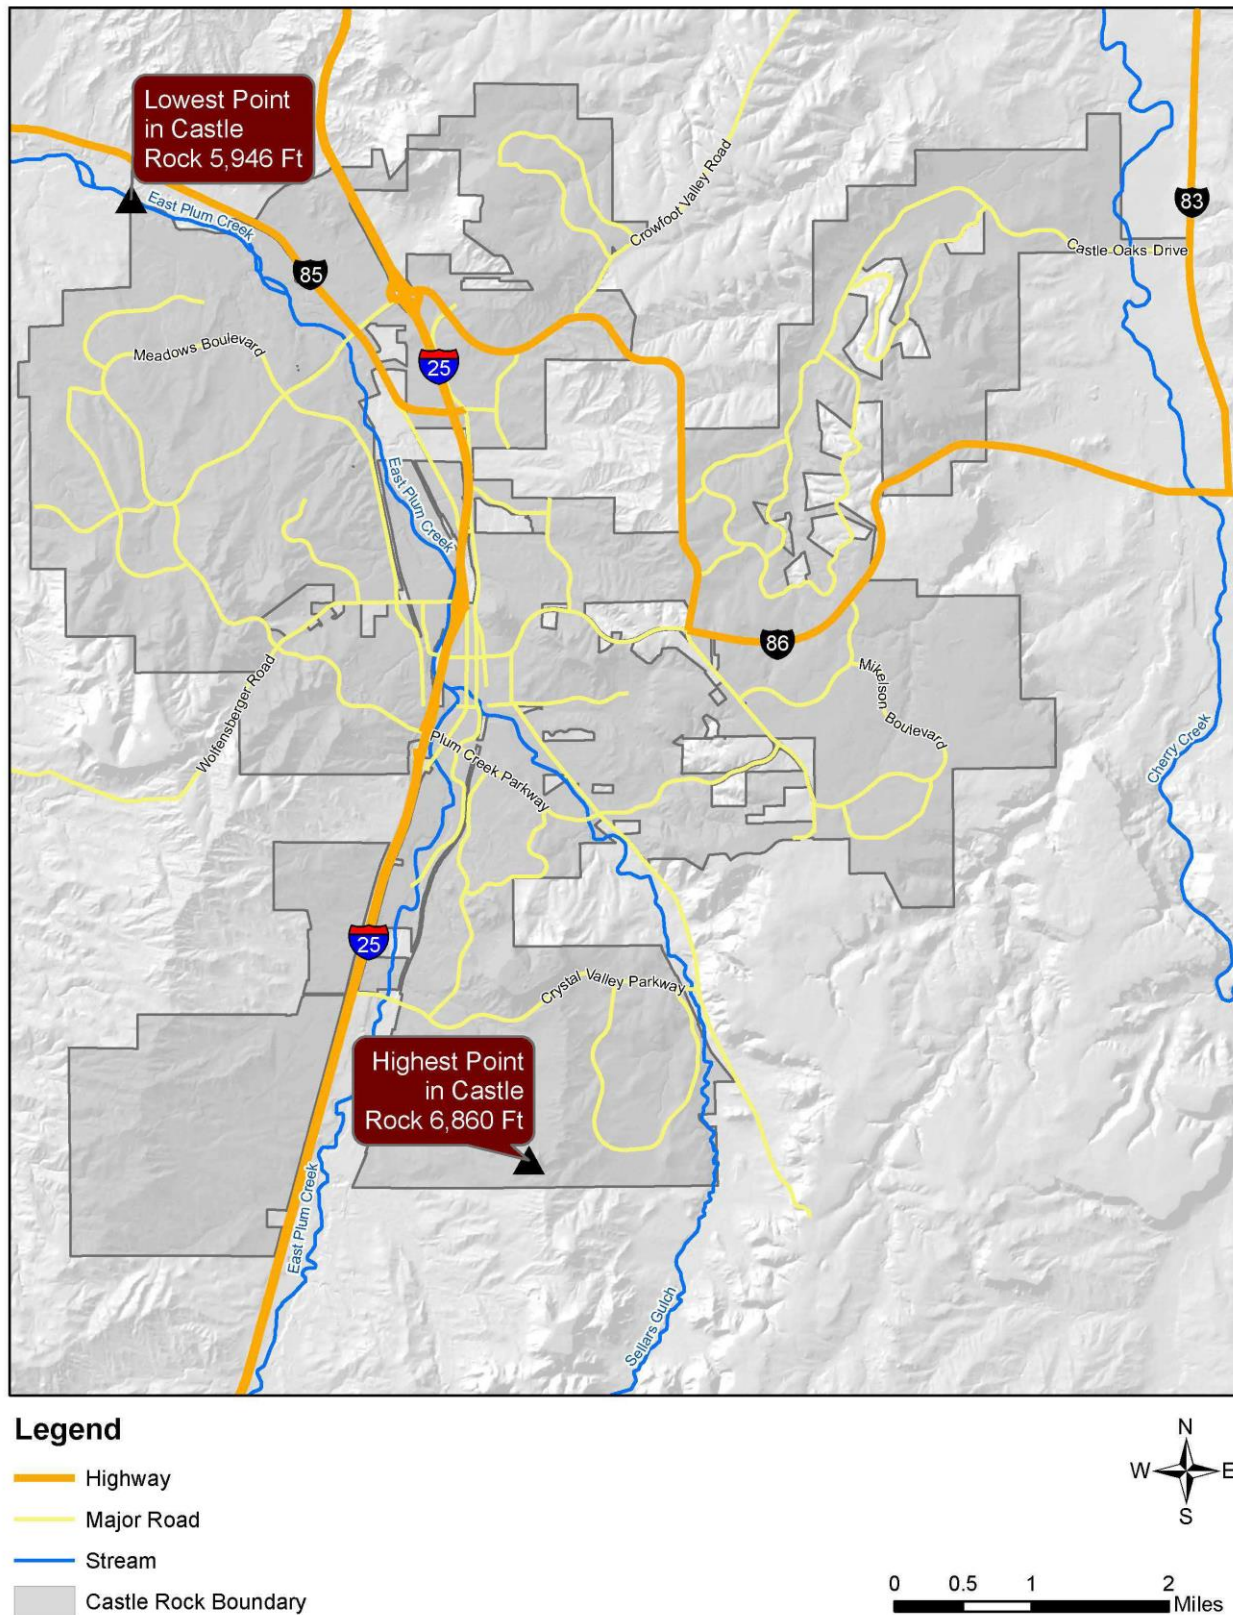 Lowest Point
in Castle
Rock 5,946 Ft
East Plum Creek
85
Crowfoot Valley Road
83
Castle Oaks Drive
Meadows Boulevard
25
East Plum Creek
86
Mikelson Boulevard
Wolfensberger Road
Plum Creek Parkway
Cherry Creek
25
Crystal Valley Parkway
Highest Point
in Castle
Rock 6,860 Ft
East Plum Creek
Sellars Gulch
Legend
Highway
Major Road
Stream
Castle Rock Boundary
N
W E
S
0 0.5 1 2
Miles